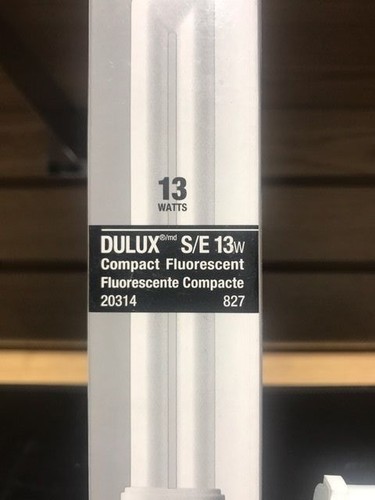 13
WATTS
DULUX®/md S/E 13W
Compact Fluorescent
Fluorescente Compacte
20314 827